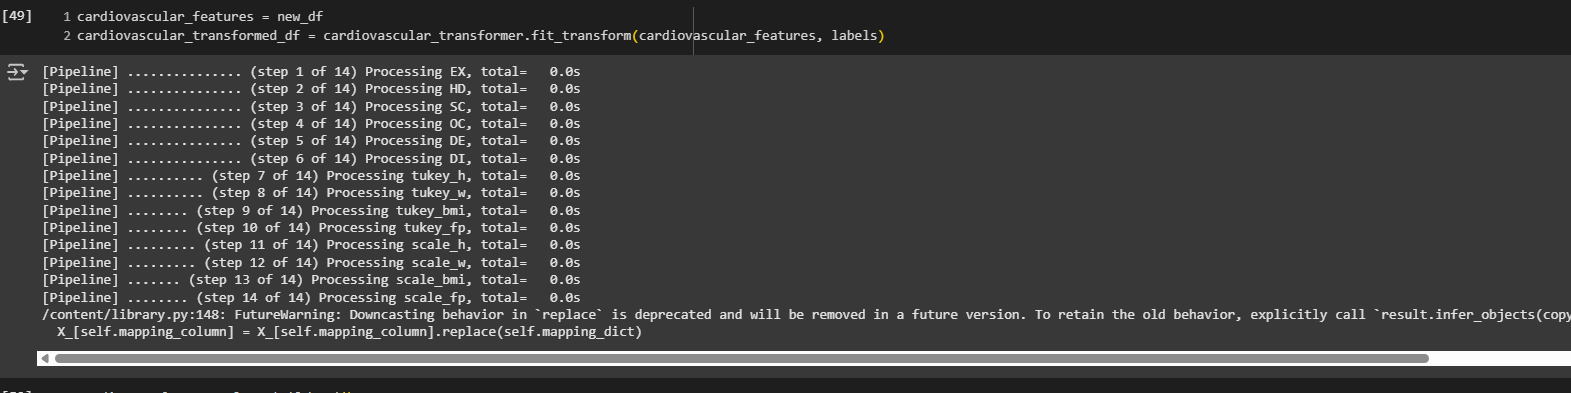 [49]
1 cardiovascular_features = new_df
2 cardiovascular_transformed_df = cardiovascular_transformer.fit_transform(cardiovascular_features, labels)
[Pipeline] ............... (step 1 of 14) Processing EX, total=   0.0s
[Pipeline] ............... (step 2 of 14) Processing HD, total=   0.0s
[Pipeline] ............... (step 3 of 14) Processing SC, total=   0.0s
[Pipeline] ............... (step 4 of 14) Processing OC, total=   0.0s
[Pipeline] ............... (step 5 of 14) Processing DE, total=   0.0s
[Pipeline] ............... (step 6 of 14) Processing DI, total=   0.0s
[Pipeline] .......... (step 7 of 14) Processing tukey_h, total=   0.0s
[Pipeline] .......... (step 8 of 14) Processing tukey_w, total=   0.0s
[Pipeline] ........ (step 9 of 14) Processing tukey_bmi, total=   0.0s
[Pipeline] ........ (step 10 of 14) Processing tukey_fp, total=   0.0s
[Pipeline] ......... (step 11 of 14) Processing scale_h, total=   0.0s
[Pipeline] ......... (step 12 of 14) Processing scale_w, total=   0.0s
[Pipeline] ....... (step 13 of 14) Processing scale_bmi, total=   0.0s
[Pipeline] ........ (step 14 of 14) Processing scale_fp, total=   0.0s
/content/library.py:148: FutureWarning: Downcasting behavior in `replace` is deprecated and will be removed in a future version. To retain the old behavior, explicitly call `result.infer_objects(copy
  X_[self.mapping_column] = X_[self.mapping_column].replace(self.mapping_dict)